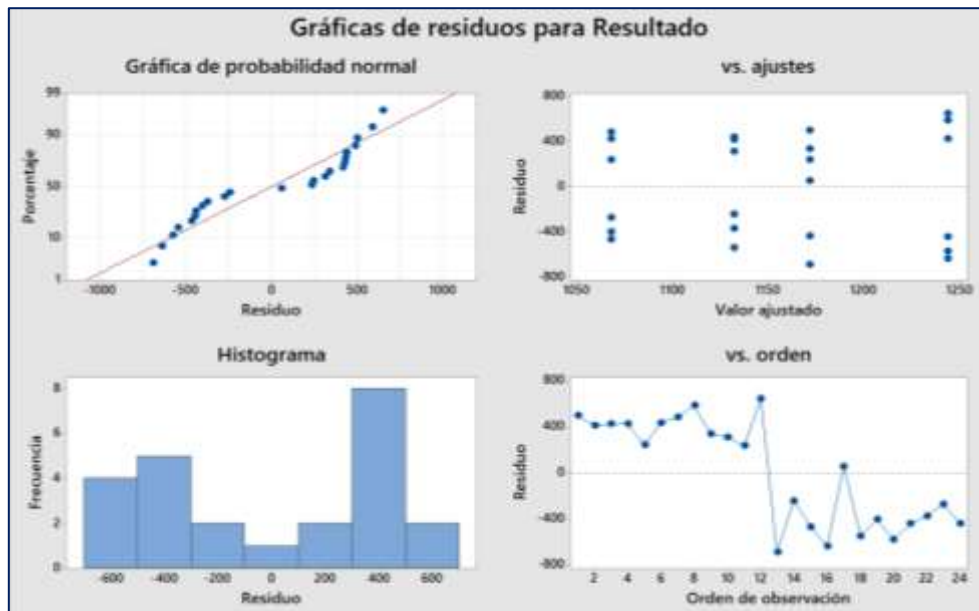 Gráficas de residuos para Resultado
Gráfica de probabilidad normal
99
90
50
10
1
Porcentaje
-1000 -500 0 500 1000
Residuo
vs. ajustes
800
400
0
-400
-800
Residuo
1050 1100 1150 1200 1250
Valor ajustado
Histograma
8
6
4
2
0
Frecuencia
-600 -400 -200 0 200 400 600
Residuo
vs. orden
800
400
0
-400
-800
Residuo
2 4 6 8 10 12 14 16 18 20 22 24
Orden de observación